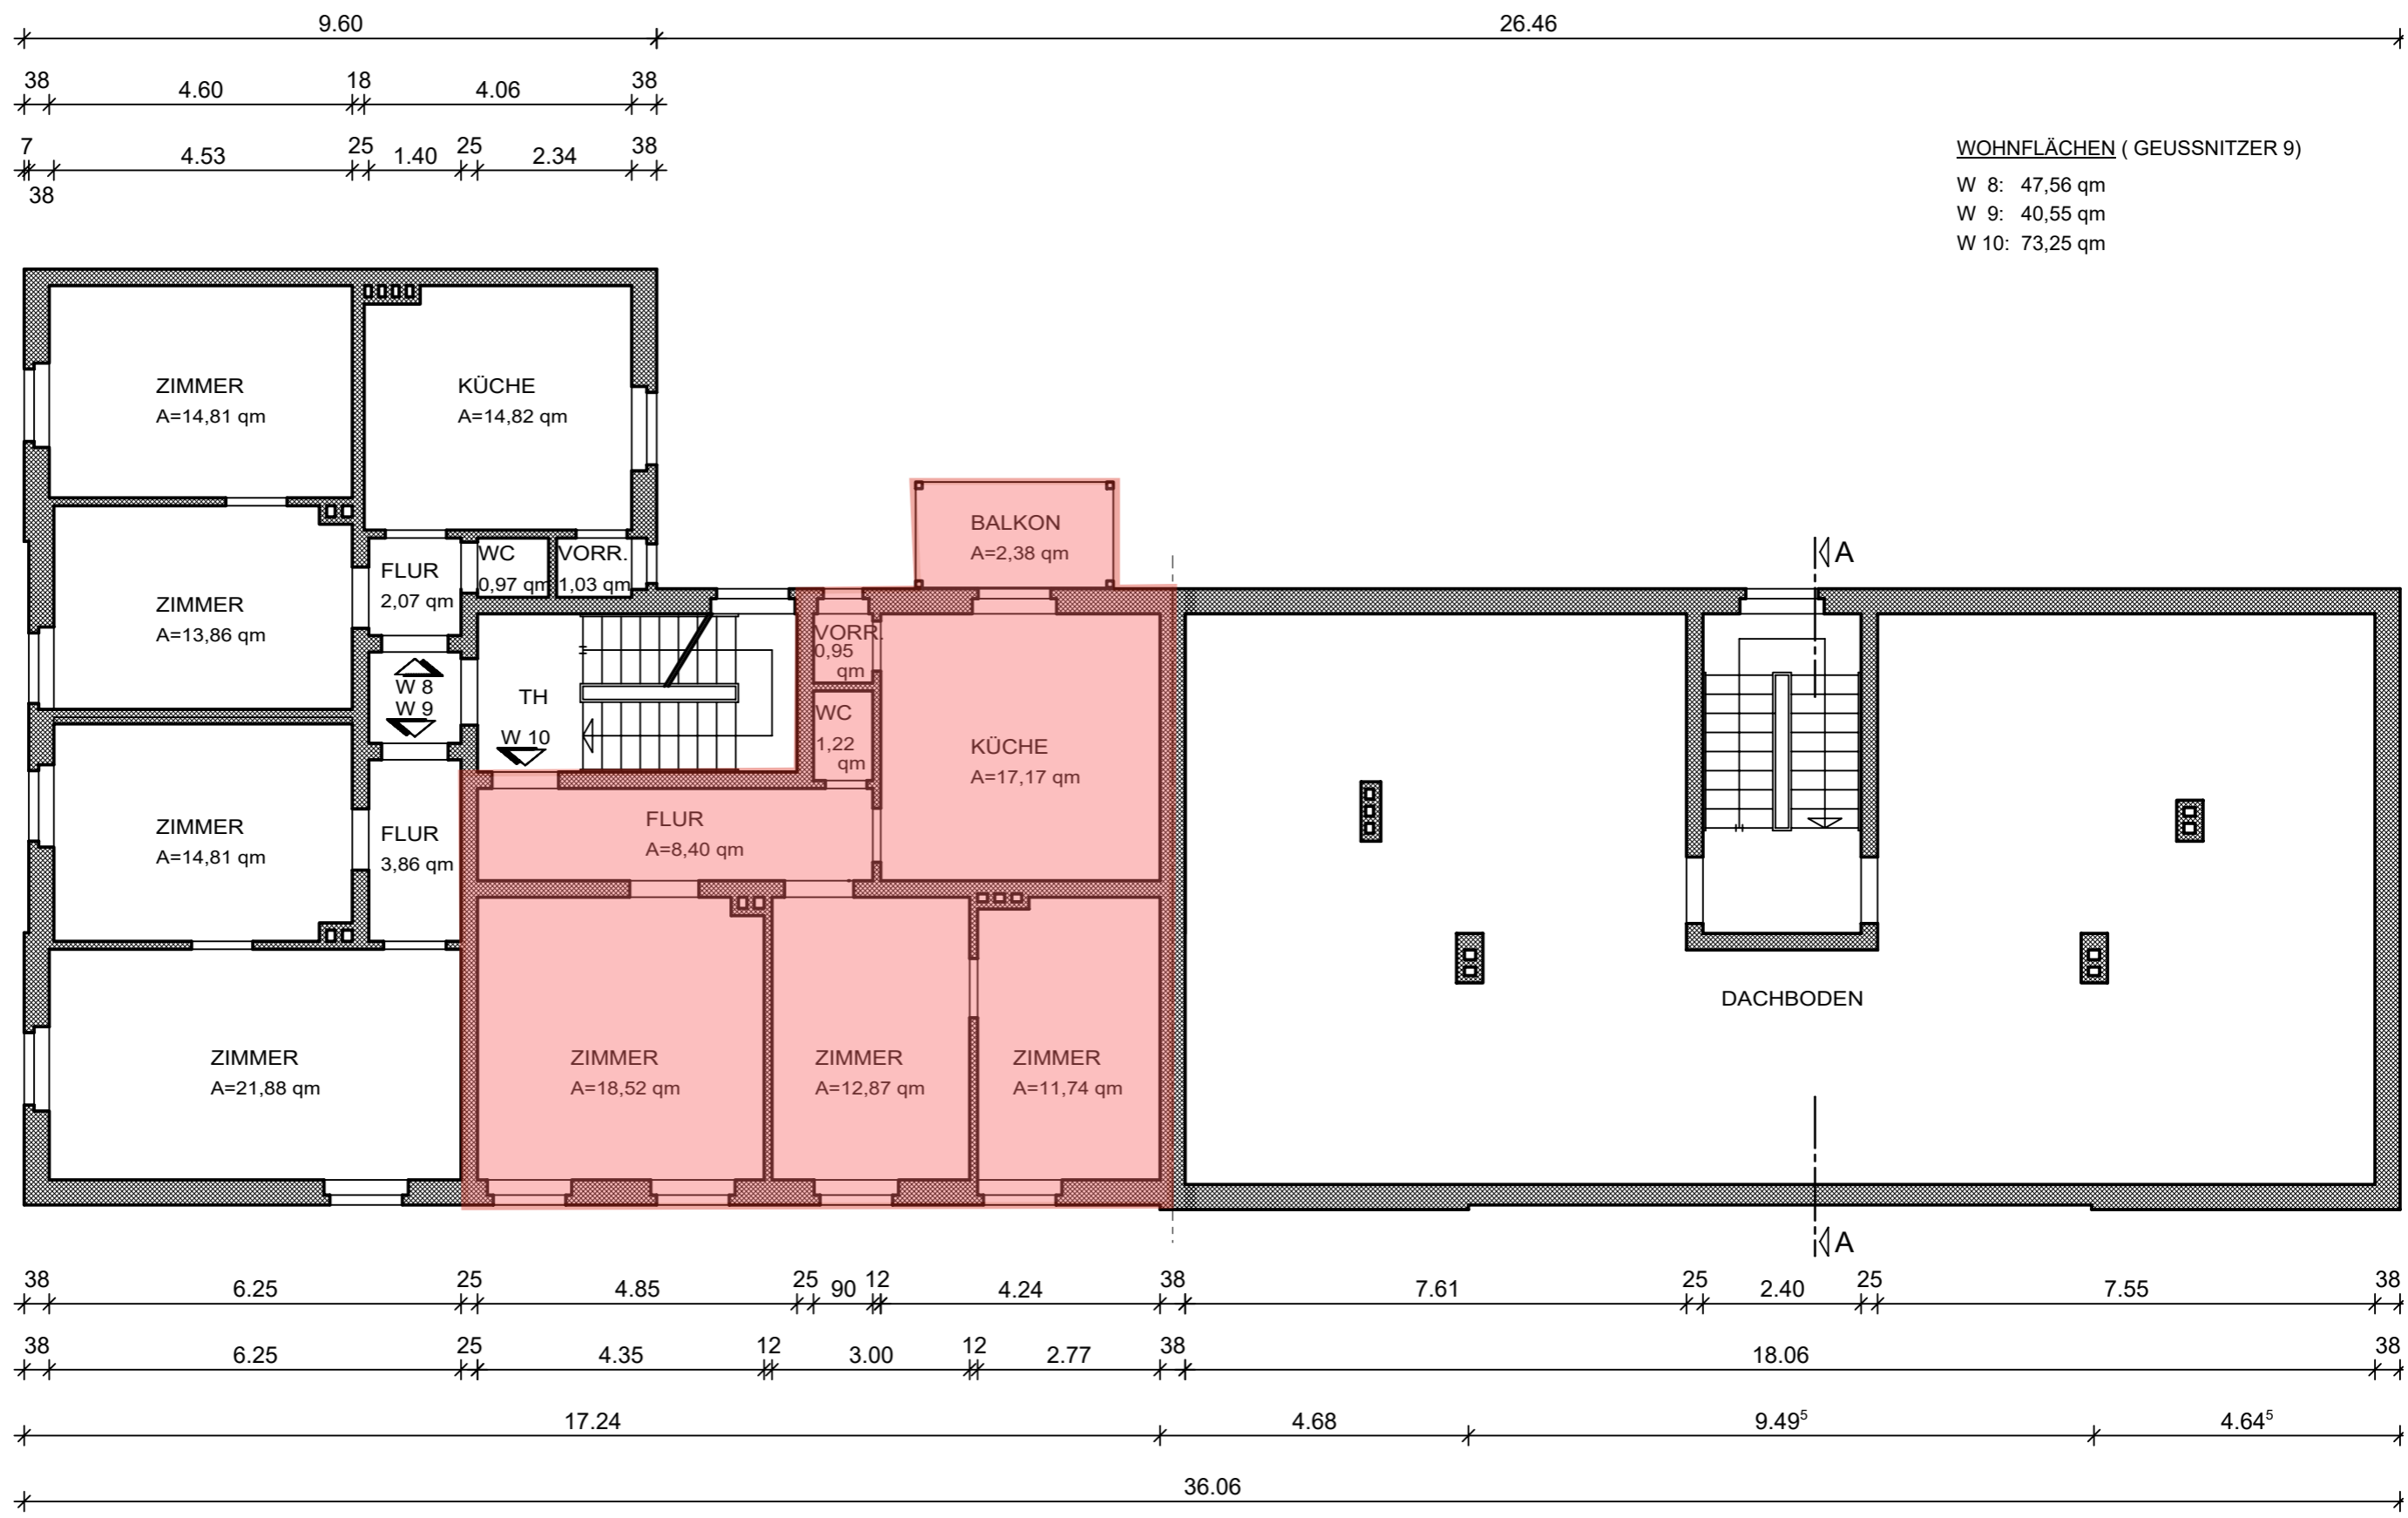 9.60 26.46
38 4.60 18 4.06 38
7 4.53 25 1.40 25 2.34 38
38
WOHNFLÄCHEN ( GEUSSNITZER 9)
W 8: 47,56 qm
W 9: 40,55 qm
W 10: 73,25 qm
ZIMMER
A=14,81 qm
KÜCHE
A=14,82 qm
ZIMMER
A=13,86 qm
FLUR
2,07 qm
WC
0,97 qm
VORR.
1,03 qm
BALKON
A=2,38 qm
A
W 8
W 9
TH
W 10
VORR.
0,95
qm
WC
1,22
qm
KÜCHE
A=17,17 qm
ZIMMER
A=14,81 qm
FLUR
3,86 qm
FLUR
A=8,40 qm
DACHBODEN
ZIMMER
A=21,88 qm
ZIMMER
A=18,52 qm
ZIMMER
A=12,87 qm
ZIMMER
A=11,74 qm
A
38 6.25 25 4.85 25 90 12 4.24 38 7.61 25 2.40 25 7.55 38
38 6.25 25 4.35 12 3.00 12 2.77 38 18.06 38
17.24 4.68 9.49⁵ 4.64⁵
36.06